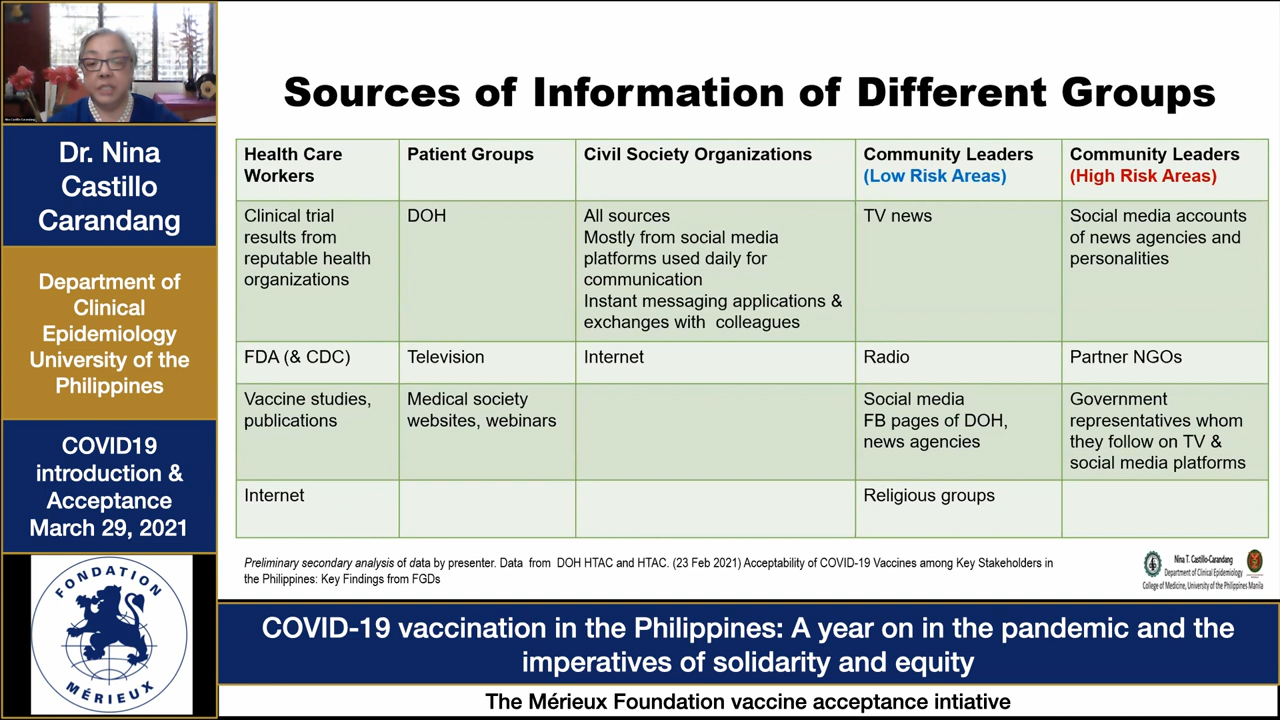 Nina Castillo Carandang
Dr. Nina
Castillo
Carandang
Department of
Clinical
Epidemiology
University of the
Philippines
COVID19
introduction &
Acceptance
March 29, 2021
FONDATION
MÉRIEUX
Sources of Information of Different Groups
Health Care
Workers
Patient Groups
Civil Society Organizations
Community Leaders
(Low Risk Areas)
Community Leaders
(High Risk Areas)
Clinical trial
results from
reputable health
organizations
DOH
All sources
Mostly from social media
platforms used daily for
communication
Instant messaging applications &
exchanges with colleagues
TV news
Social media accounts
of news agencies and
personalities
FDA (& CDC)
Television
Internet
Radio
Partner NGOs
Vaccine studies,
publications
Medical society
websites, webinars
Social media
FB pages of DOH,
news agencies
Government
representatives whom
they follow on TV &
social media platforms
Internet
Religious groups
Preliminary secondary analysis of data by presenter. Data from DOH HTAC and HTAC. (23 Feb 2021) Acceptability of COVID-19 Vaccines among Key Stakeholders in
the Philippines: Key Findings from FGDs
Nina T. Castillo-Carandang
Department of Clinical Epidemiology
College of Medicine, University of the Philippines Manila
COVID-19 vaccination in the Philippines: A year on in the pandemic and the
imperatives of solidarity and equity
The Mérieux Foundation vaccine acceptance intiative